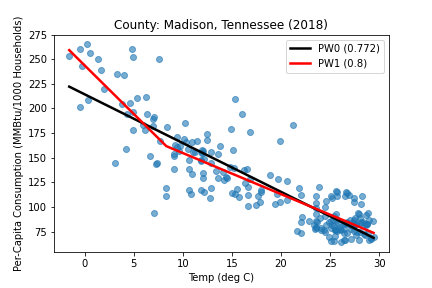 County: Madison, Tennessee (2018)
Per-Capita Consumption (MMBtu/1000 Households)
275
250
225
200
175
150
125
100
75
PW0 (0.772)
PW1 (0.8)
0 5 10 15 20 25 30
Temp (deg C)